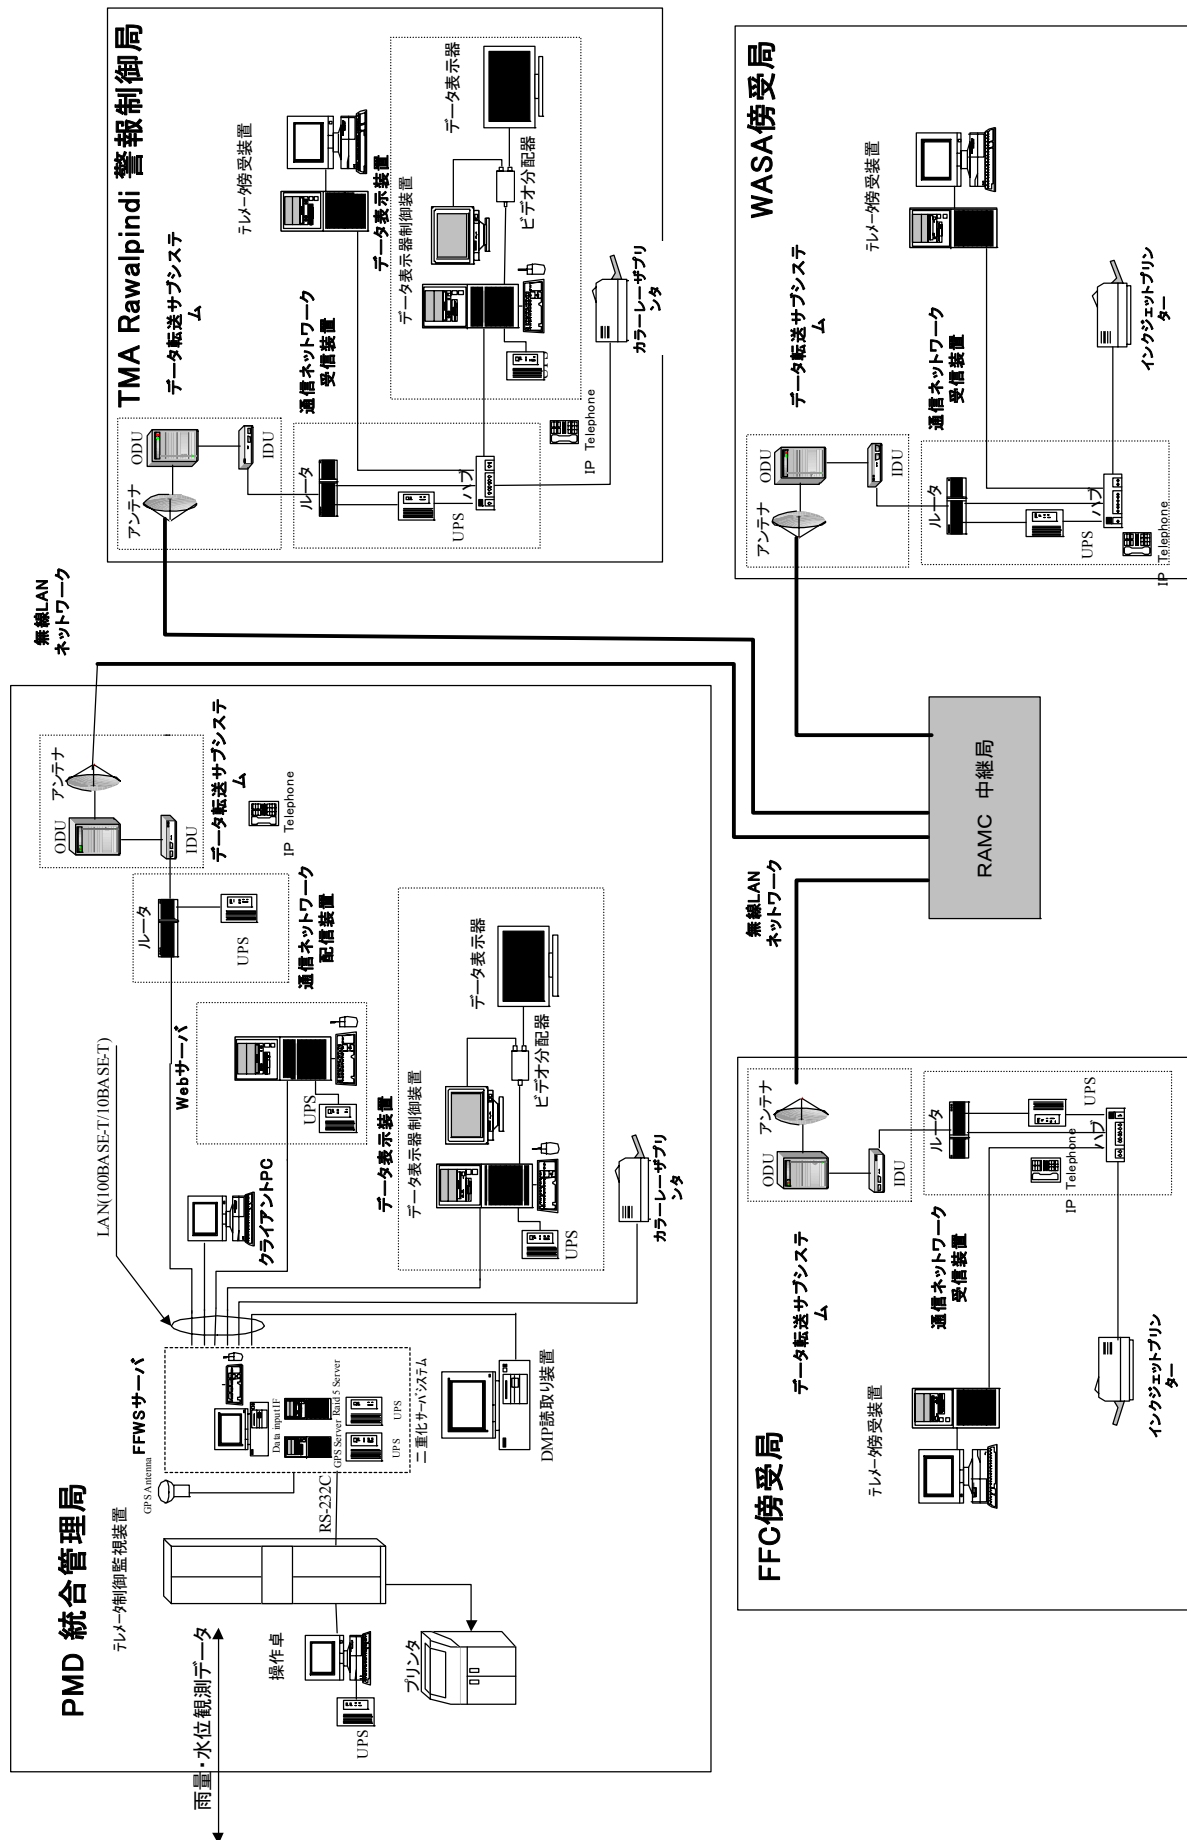 PMD 統合管理局
テレメータ制御監視装置
雨量・水位観測データ
操作卓
UPS
プリンタ
RS-232C
GPS Antenna
FFWSサーバ
Data input I/F
GPS Server
Raid 5 Server
UPS
UPS
二重化サーバシステム
DMP読取り装置
LAN(100BASE-T/10BASE-T)
クライアントPC
Webサーバ
UPS
データ表示装置
データ表示器制御装置
UPS
ビデオ分配器
データ表示器
カラーレーザプリ
ンタ
ルータ
UPS
通信ネットワーク
配信装置
アンテナ
ODU
IDU
データ転送サブシステ
ム
IP Telephone
無線LAN
ネットワーク
TMA Rawalpindi 警報制御局
データ転送サブシステ
ム
アンテナ
ODU
IDU
通信ネットワーク
受信装置
ルータ
UPS
ハブ
IP Telephone
テレメータ傍受装置
データ表示装置
データ表示器制御装置
UPS
ビデオ分配器
データ表示器
カラーレーザプリ
ンタ
FFC傍受局
テレメータ傍受装置
データ転送サブシステ
ム
アンテナ
ODU
IDU
通信ネットワーク
受信装置
ルータ
UPS
ハブ
IP Telephone
インクジェットプリン
ター
無線LAN
ネットワーク
RAMC 中継局
WASA傍受局
データ転送サブシステ
ム
アンテナ
ODU
IDU
テレメータ傍受装置
通信ネットワーク
受信装置
ルータ
UPS
ハブ
IP Telephone
インクジェットプリン
ター